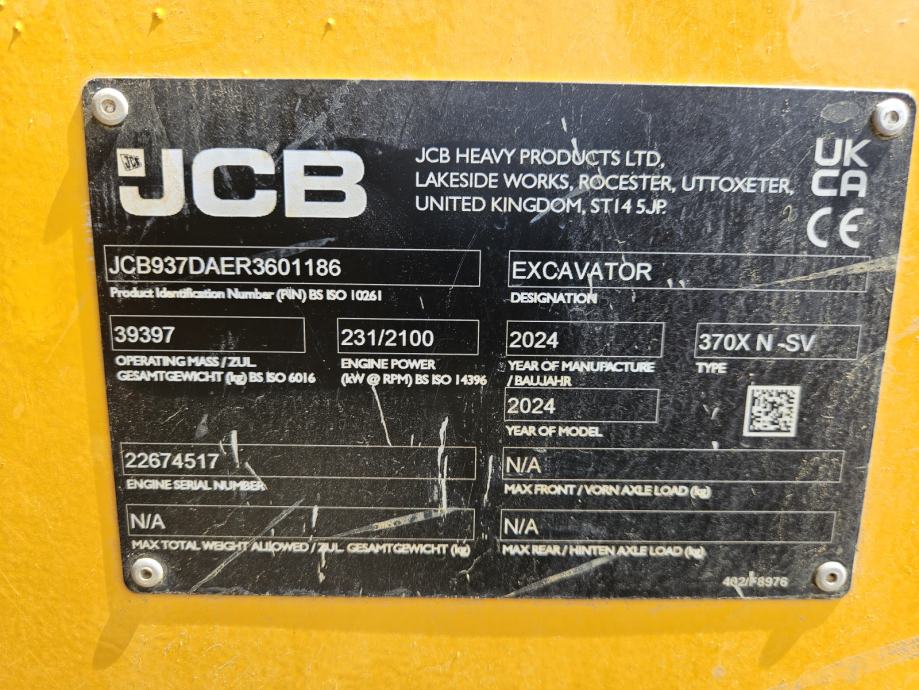 JCB
JCB HEAVY PRODUCTS LTD,
LAKESIDE WORKS, ROCESTER, UTTOXETER,
UNITED KINGDOM, ST14 5JP.
UK
CA
CE
JCB937DAER3601186
Product Identification Number (PIN) BS ISO 10261
EXCAVATOR
DESIGNATION
39397
OPERATING MASS / ZUL.
GESAMTGEWICHT (kg) BS ISO 6016
231/2100
ENGINE POWER
(kW @ RPM) BS ISO 14396
2024
YEAR OF MANUFACTURE
/ BAUJAHR
370X N -SV
TYPE
2024
YEAR OF MODEL
22674517
ENGINE SERIAL NUMBER
N/A
MAX FRONT / VORN AXLE LOAD (kg)
N/A
MAX TOTAL WEIGHT ALLOWED / ZUL. GESAMTGEWICHT (kg)
N/A
MAX REAR / HINTEN AXLE LOAD (kg)
402/F8976